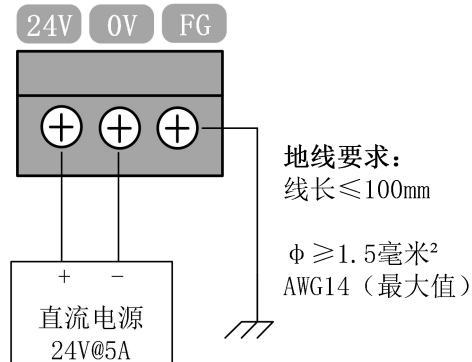 24V 0V FG
地线要求：
线长≤100mm
φ≥1.5毫米²
AWG14（最大值）
+ −
直流电源
24V@5A